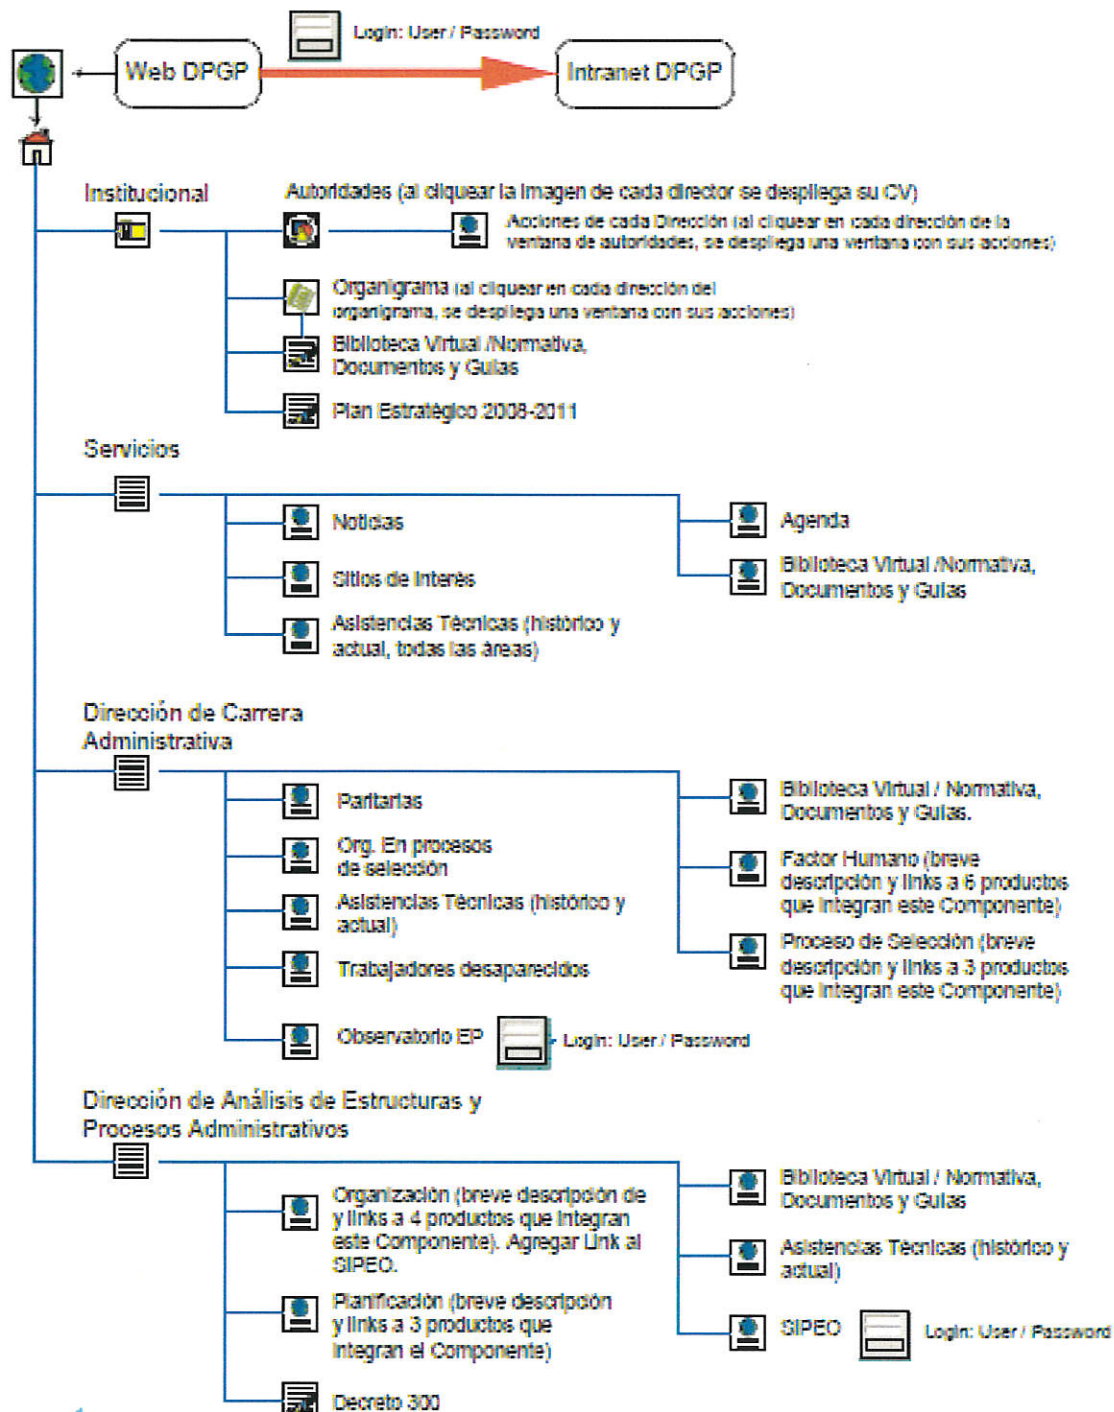 Login: User / Password
Web DPGP
Intranet DPGP
Institucional
Autoridades (al cliquear la imagen de cada director se despliega su CV)
Acciones de cada Dirección (al cliquear en cada dirección de la
ventana de autoridades, se despliega una ventana con sus acciones)
Organigrama (al cliquear en cada dirección del
organigrama, se despliega una ventana con sus acciones)
Biblioteca Virtual /Normativa,
Documentos y Guias
Plan Estratégico 2008-2011
Servicios
Noticias
Sitios de Interés
Asistencias Técnicas (histórico y
actual, todas las áreas)
Agenda
Biblioteca Virtual /Normativa,
Documentos y Guias
Dirección de Carrera
Administrativa
Paritarias
Org. En procesos
de selección
Asistencias Técnicas (histórico y
actual)
Trabajadores desaparecidos
Observatorio EP
Login: User / Password
Biblioteca Virtual / Normativa,
Documentos y Guias.
Factor Humano (breve
descripción y links a 6 productos
que integran este Componente)
Proceso de Selección (breve
descripción y links a 3 productos
que integran este Componente)
Dirección de Análisis de Estructuras y
Procesos Administrativos
Organización (breve descripción de
y links a 4 productos que integran
este Componente). Agregar Link al
SIPEO.
Planificación (breve descripción
y links a 3 productos que
integran el Componente)
Decreto 300
Biblioteca Virtual / Normativa,
Documentos y Guias
Asistencias Técnicas (histórico y
actual)
SIPEO
Login: User / Password